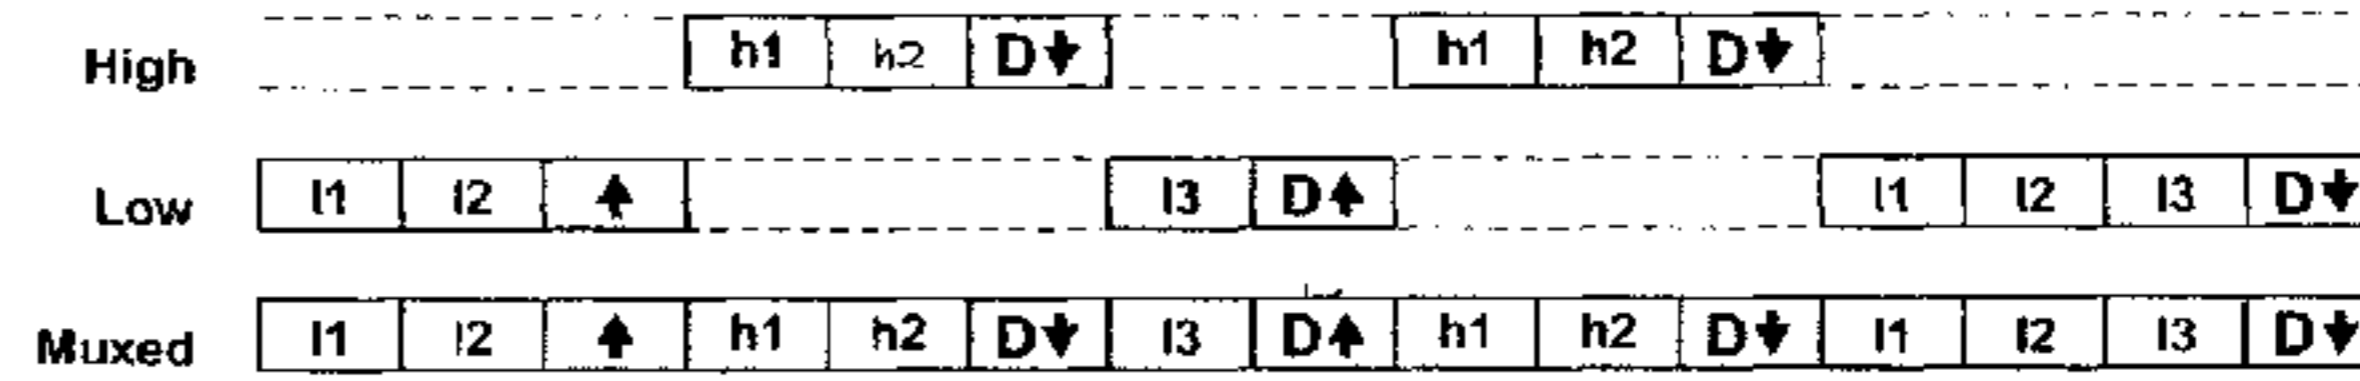 High h1 h2 D↓ h1 h2 D↓
Low l1 l2 ↑ l3 D↑ l1 l2 l3 D↓
Muxed l1 l2 ↑ h1 h2 D↓ l3 D↑ h1 h2 D↓ l1 l2 l3 D↓